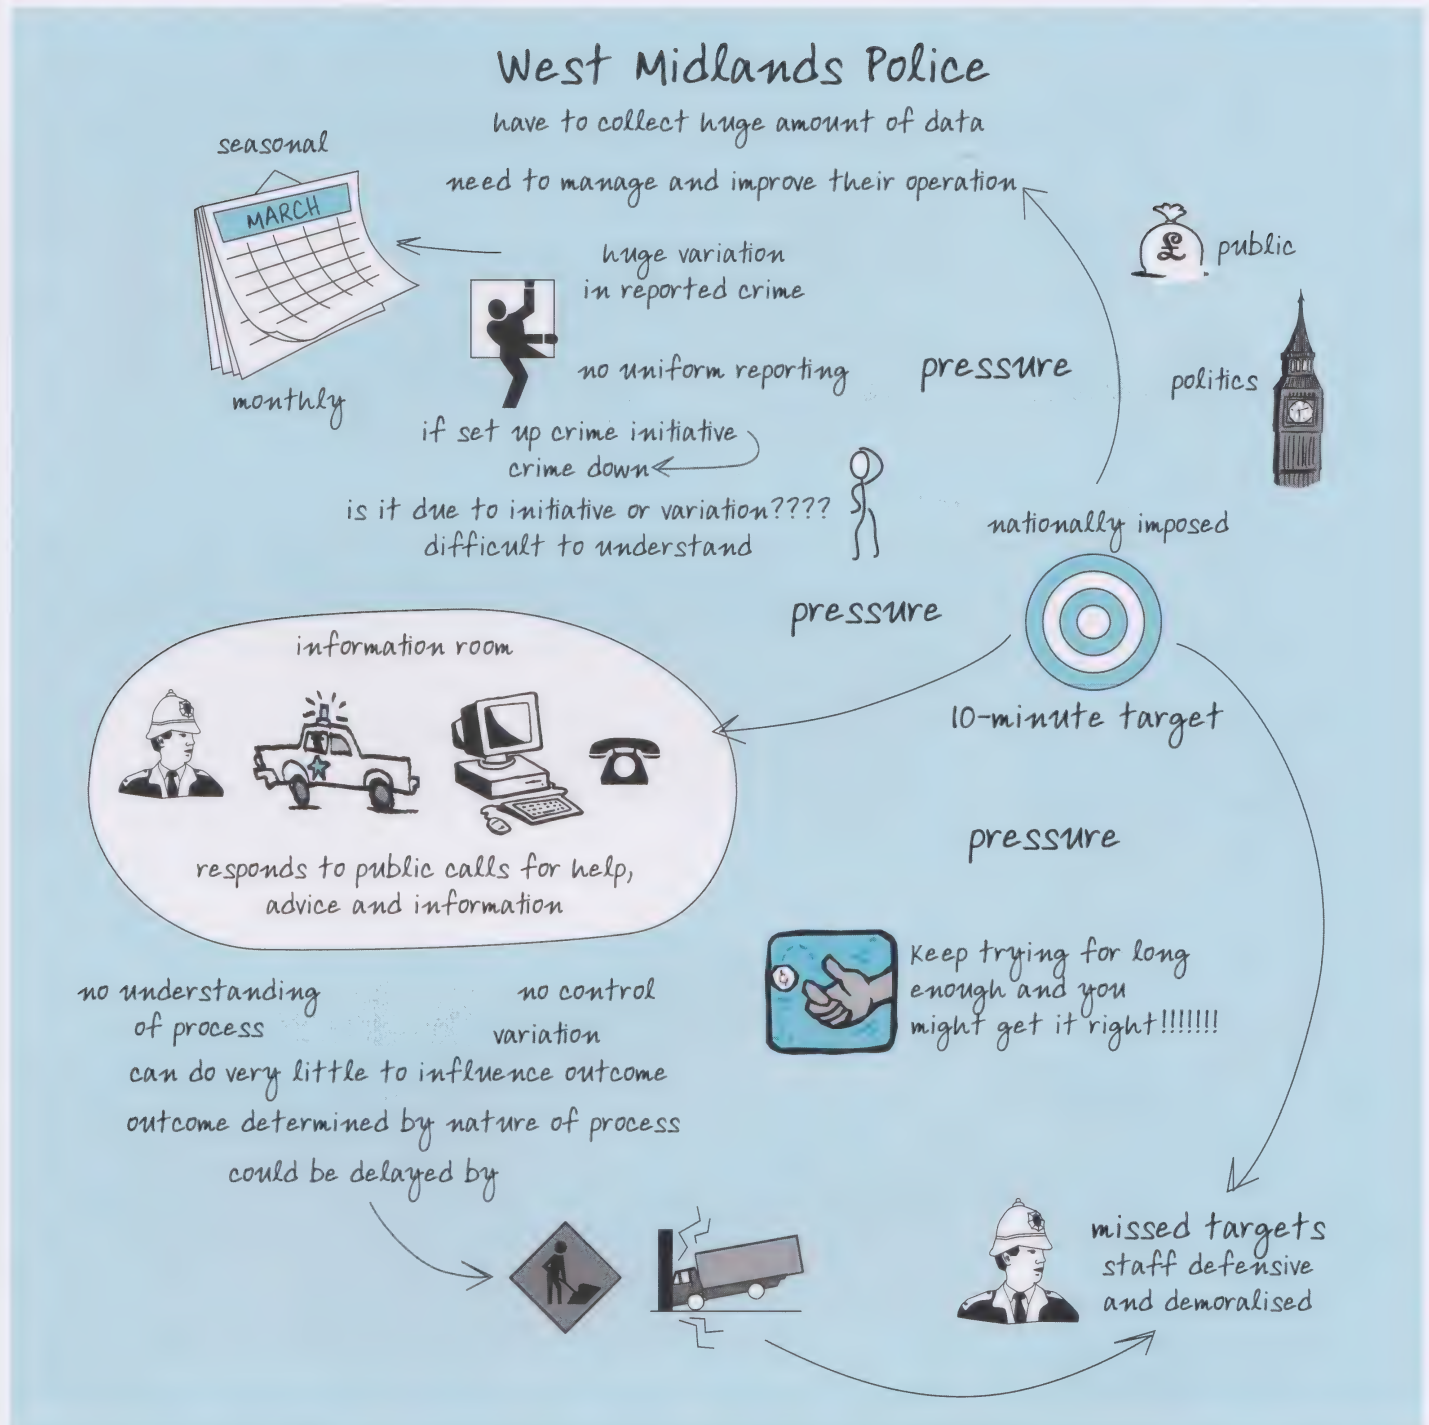 West Midlands Police
have to collect huge amount of data
need to manage and improve their operation
seasonal
MARCH
monthly
huge variation
in reported crime
no uniform reporting
if set up crime initiative
crime down
is it due to initiative or variation????
difficult to understand
pressure
£
public
politics
nationally imposed
10-minute target
pressure
information room
responds to public calls for help,
advice and information
pressure
Keep trying for long
enough and you
might get it right!!!!!!!
no understanding
of process
no control
variation
can do very little to influence outcome
outcome determined by nature of process
could be delayed by
missed targets
staff defensive
and demoralised